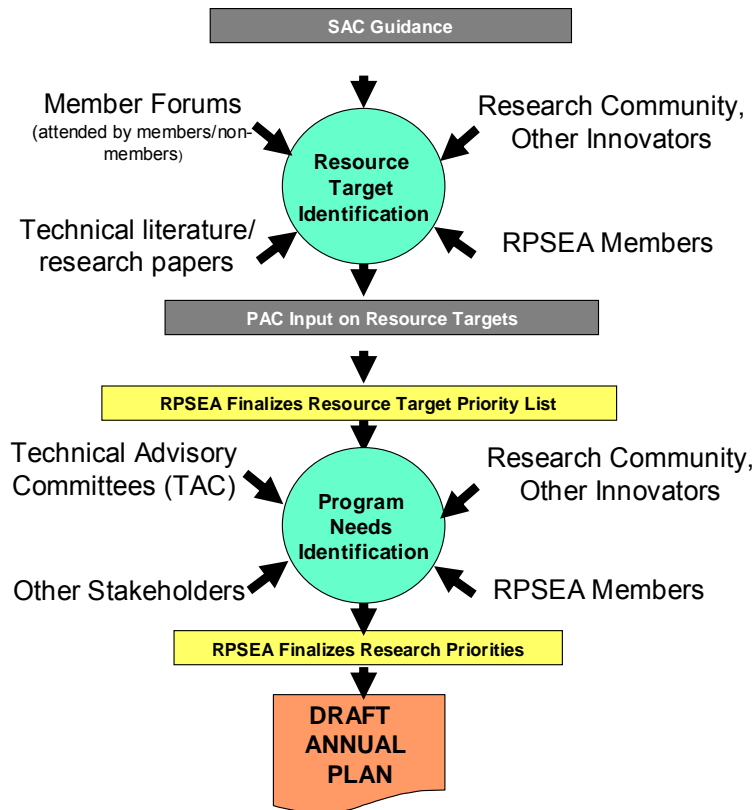 SAC Guidance
Member Forums
(attended by members/non-
members)
Research Community,
Other Innovators
Resource
Target
Identification
Technical literature/
research papers
RPSEA Members
PAC Input on Resource Targets
RPSEA Finalizes Resource Target Priority List
Technical Advisory
Committees (TAC)
Research Community,
Other Innovators
Program
Needs
Identification
Other Stakeholders
RPSEA Members
RPSEA Finalizes Research Priorities
DRAFT
ANNUAL
PLAN